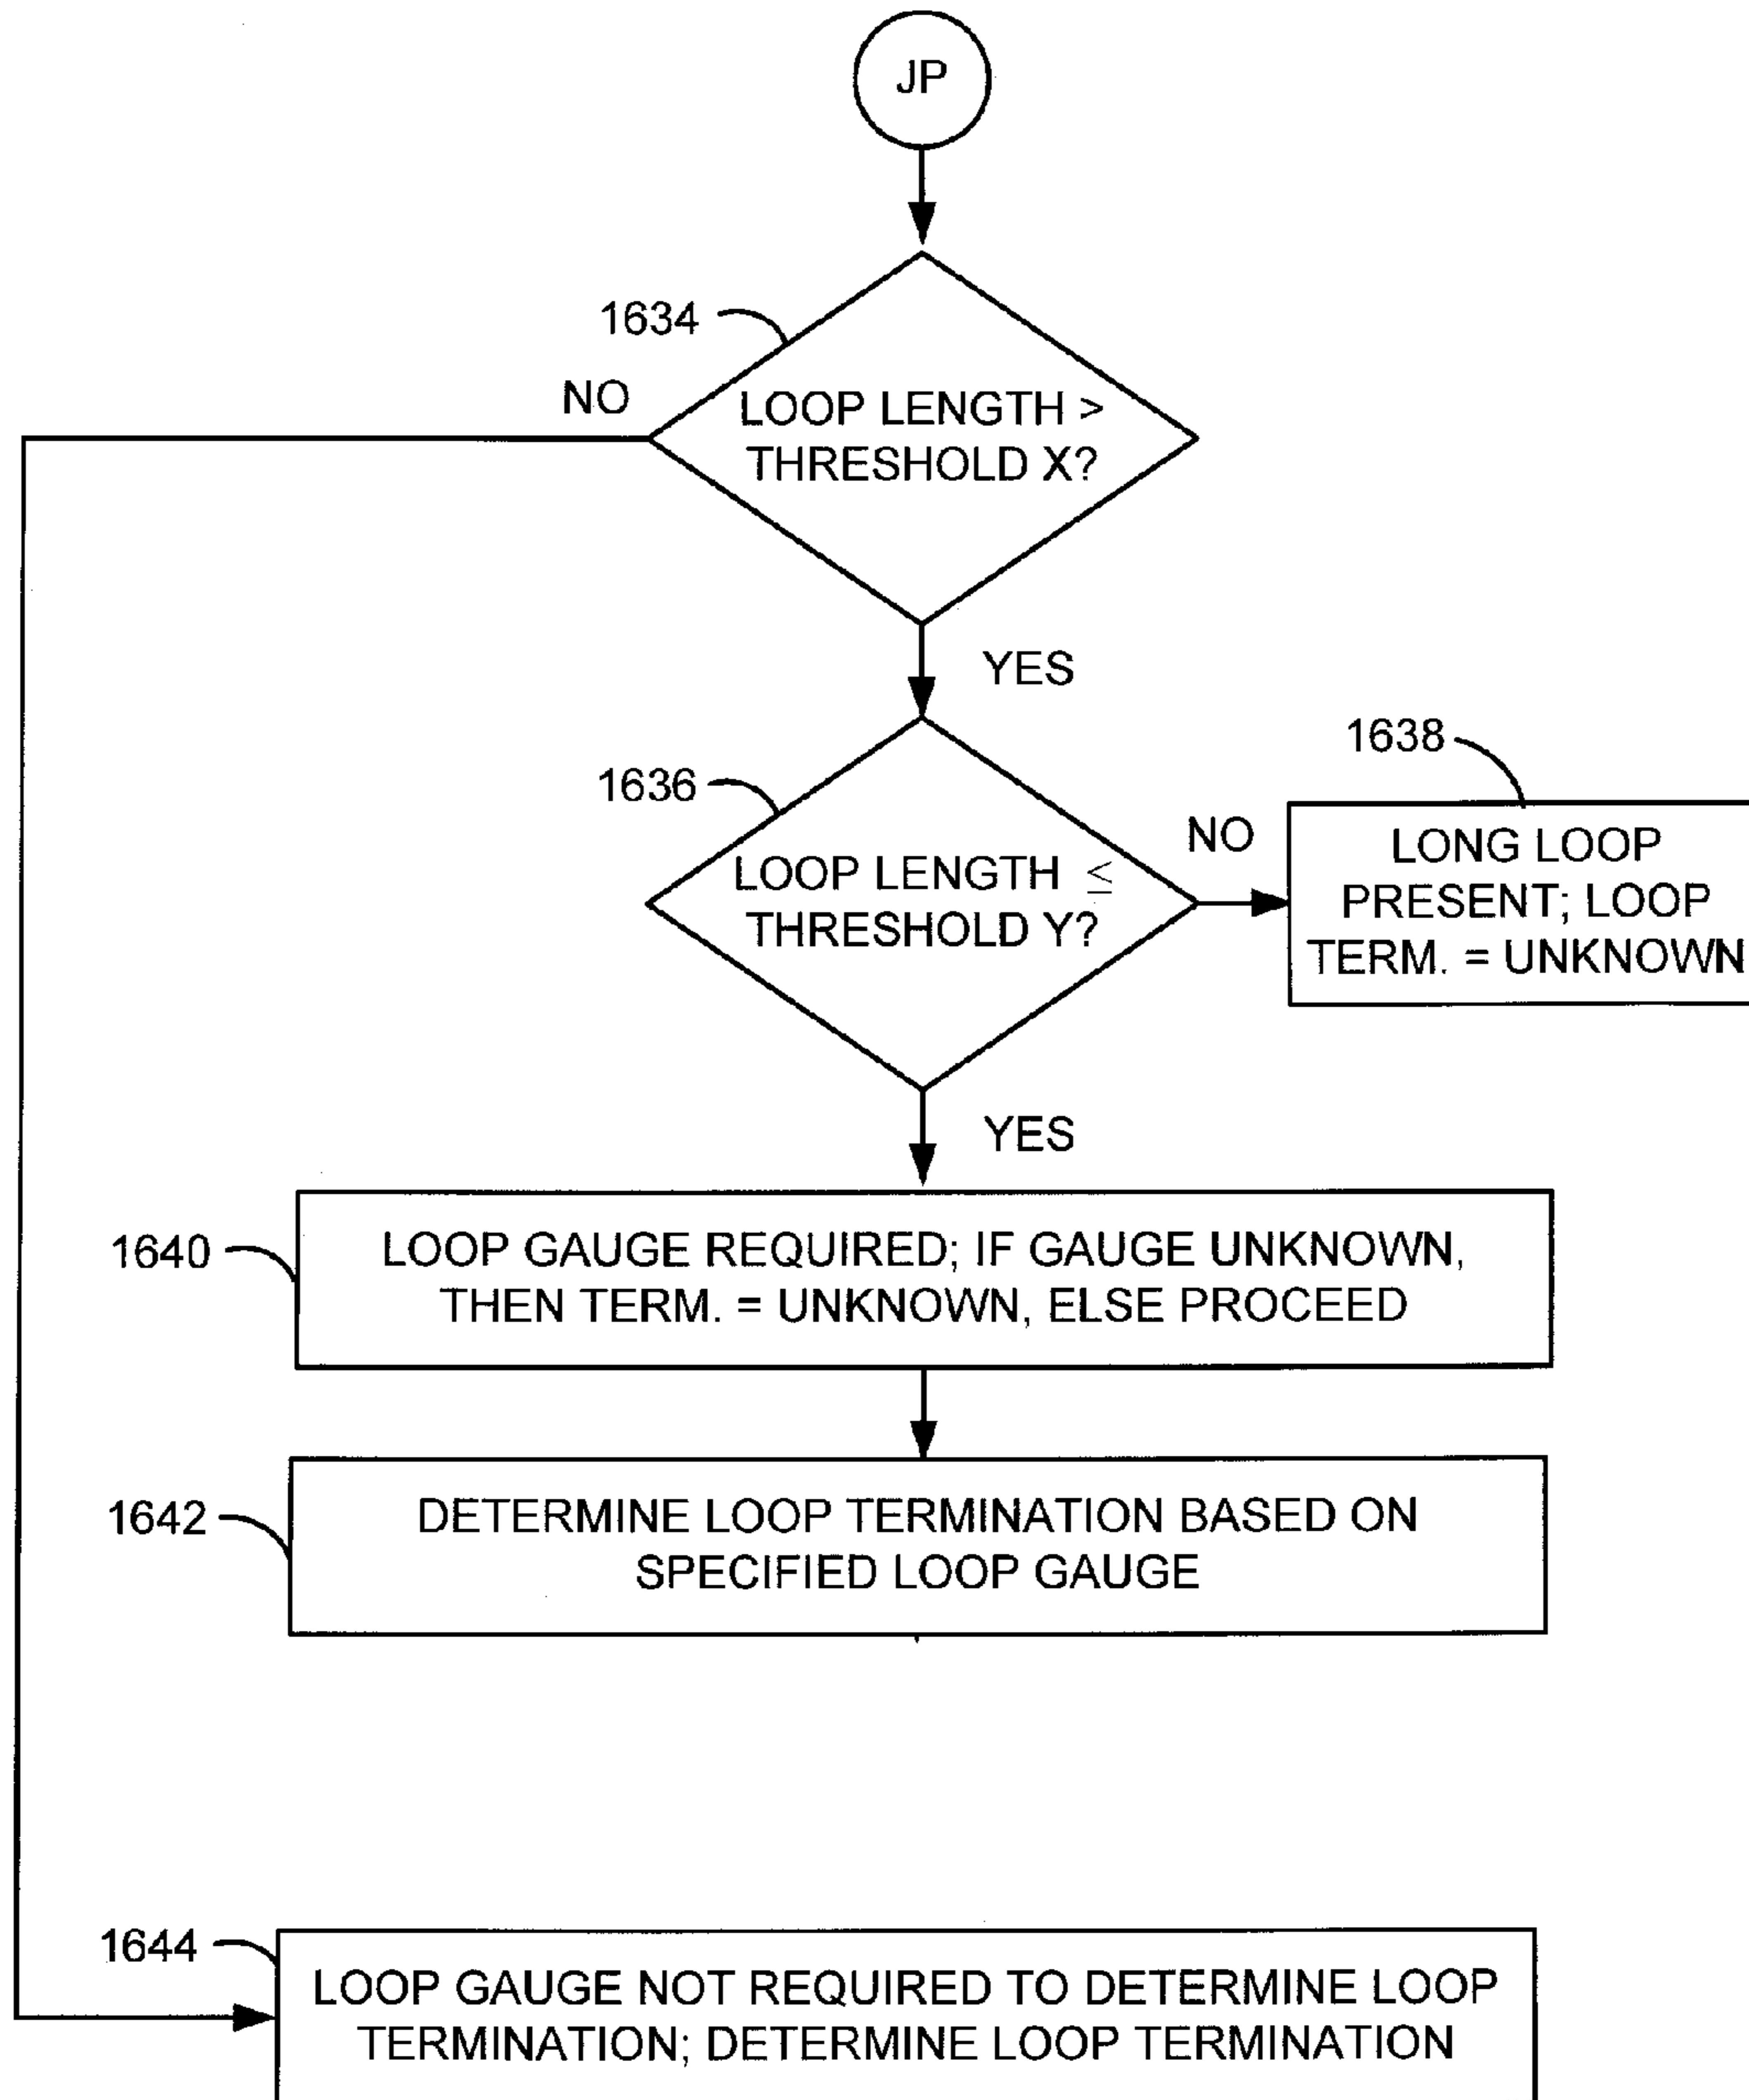 JP
1634
NO
LOOP LENGTH >
THRESHOLD X?
YES
1636
LOOP LENGTH ≤
THRESHOLD Y?
NO
1638
LONG LOOP
PRESENT; LOOP
TERM. = UNKNOWN
YES
1640
LOOP GAUGE REQUIRED; IF GAUGE UNKNOWN,
THEN TERM. = UNKNOWN, ELSE PROCEED
1642
DETERMINE LOOP TERMINATION BASED ON
SPECIFIED LOOP GAUGE
1644
LOOP GAUGE NOT REQUIRED TO DETERMINE LOOP
TERMINATION; DETERMINE LOOP TERMINATION